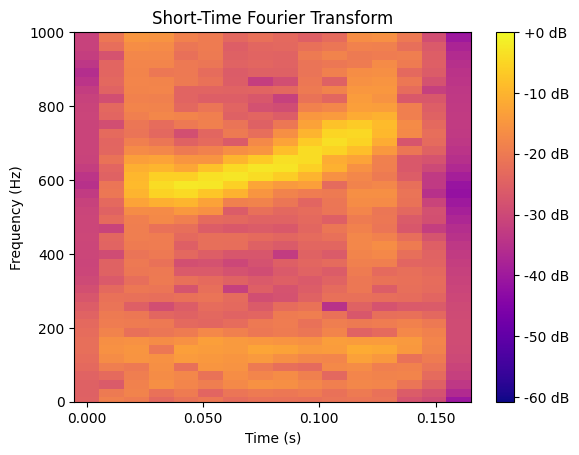 Short-Time Fourier Transform
1000
800
600
400
200
0
Frequency (Hz)
0.000
0.050
0.100
0.150
Time (s)
+0 dB
-10 dB
-20 dB
-30 dB
-40 dB
-50 dB
-60 dB